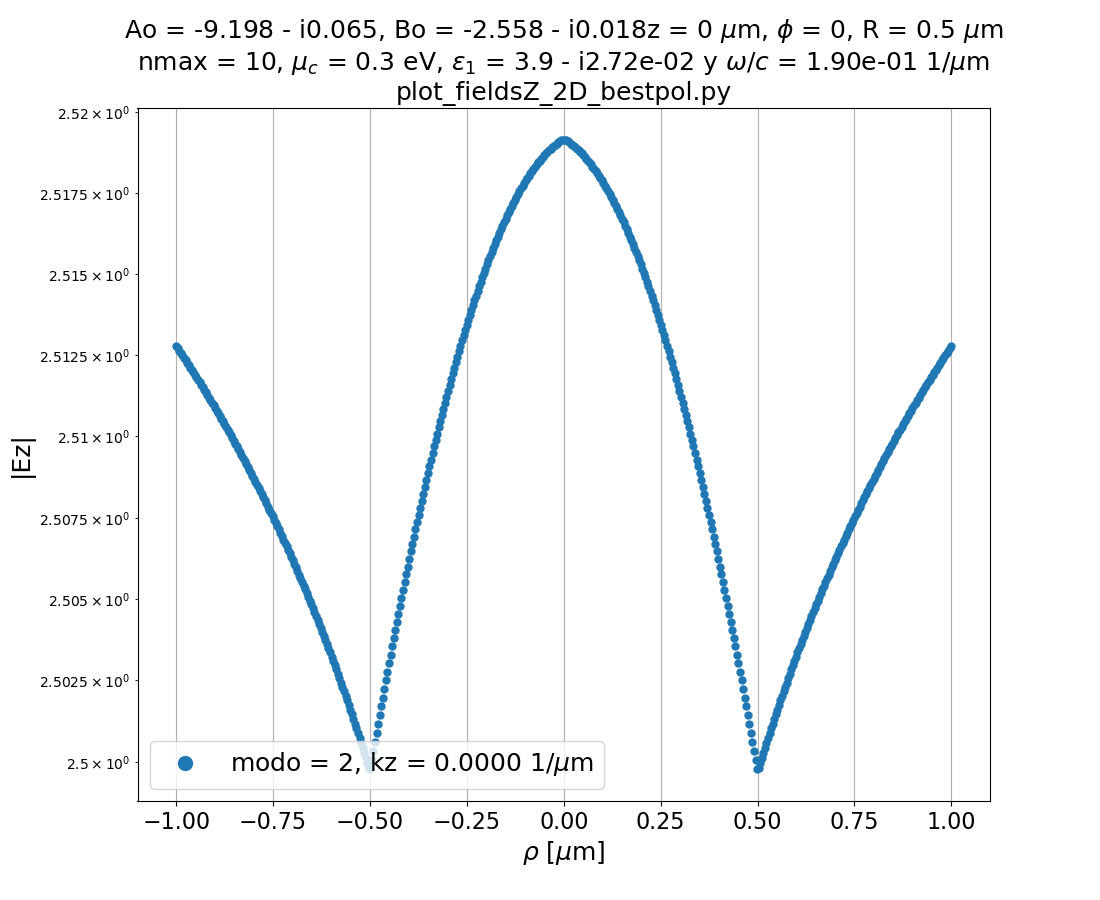 Ao = -9.198 - i0.065, Bo = -2.558 - i0.018z = 0 μm, ϕ = 0, R = 0.5 μm
nmax = 10, μc = 0.3 eV, ε1 = 3.9 - i2.72e-02 y ω/c = 1.90e-01 1/μm
plot_fieldsZ_2D_bestpol.py
2.52 × 10⁰
2.5175 × 10⁰
2.515 × 10⁰
2.5125 × 10⁰
2.51 × 10⁰
2.5075 × 10⁰
2.505 × 10⁰
2.5025 × 10⁰
2.5 × 10⁰
|Ez|
modo = 2, kz = 0.0000 1/μm
−1.00 −0.75 −0.50 −0.25 0.00 0.25 0.50 0.75 1.00
ρ [μm]